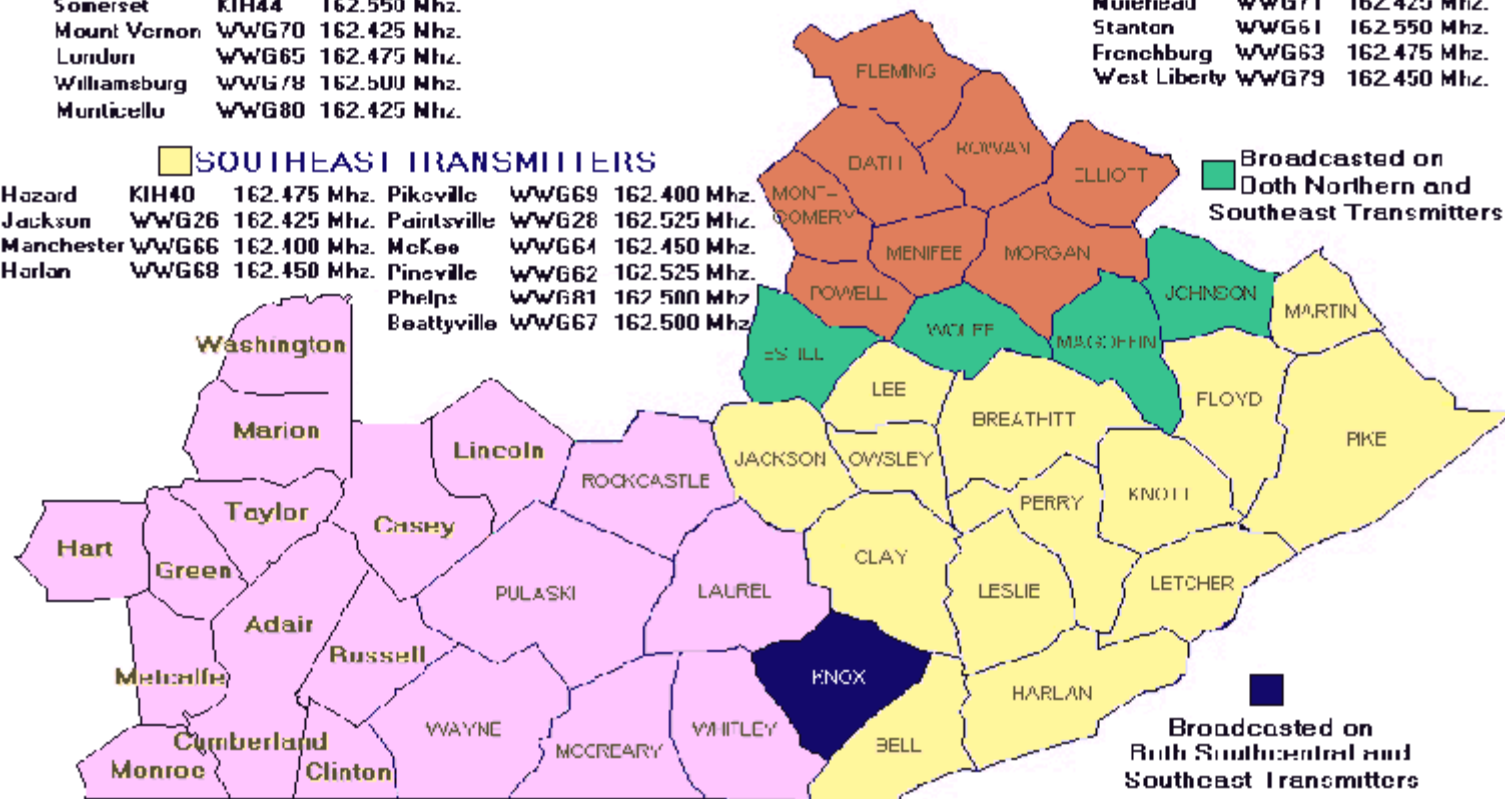 Somerset KIH44 162.550 Mhz.
Mount Vernon WWG70 162.425 Mhz.
London WWG65 162.475 Mhz.
Williamsburg WWG78 162.500 Mhz.
Monticello WWG80 162.425 Mhz.
Morehead WWG71 162.425 Mhz.
Stanton WWG61 162.550 Mhz.
Frenchburg WWG63 162.475 Mhz.
West Liberty WWG79 162.450 Mhz.
SOUTHEAST TRANSMITTERS
Hazard KIH40 162.475 Mhz. Pikeville WWG69 162.400 Mhz.
Jackson WWG26 162.425 Mhz. Paintsville WWG28 162.525 Mhz.
Manchester WWG66 162.400 Mhz. McKee WWG64 162.450 Mhz.
Harlan WWG68 162.450 Mhz. Pineville WWG62 162.525 Mhz.
Phelps WWG81 162.500 Mhz
Beattyville WWG67 162.500 Mhz
Broadcasted on
Both Northern and
Southeast Transmitters
FLEMING
BATH
ROWAN
ELLIOTT
MONT-
GOMERY
MENIFEE
MORGAN
POWELL
JOHNSON
MARTIN
ESTILL
WOLFE
MAGOFFIN
Washington
LEE
FLOYD
BREATHITT
PIKE
Marion
Lincoln
ROCKCASTLE
JACKSON
OWSLEY
PERRY
KNOTT
Taylor
Casey
Hart
Green
CLAY
PULASKI
LAUREL
LESLIE
LETCHER
Adair
Russell
Metcalfe
KNOX
HARLAN
WAYNE
MCCREARY
WHITLEY
BELL
Cumberland
Monroe
Clinton
Broadcasted on
Both Southcentral and
Southeast Transmitters